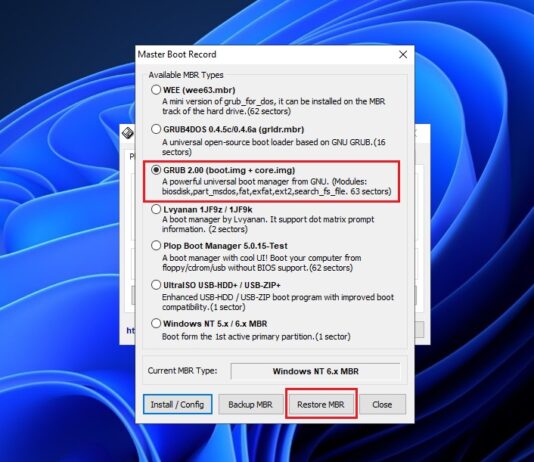 Master Boot Record
Available MBR Types
WEE (wee63.mbr)
A mini version of grub_for_dos, it can be installed on the MBR
track of the hard drive.(62 sectors)
GRUB4DOS 0.4.5c/0.4.6a (grldr.mbr)
A universal open-source boot loader based on GNU GRUB.(16
sectors)
GRUB 2.00 (boot.img + core.img)
A powerful universal boot manager from GNU. (Modules:
biosdisk,part_msdos,fat,exfat,ext2,search_fs_file. 63 sectors)
Lvyanan 1JF9z / 1JF9k
A boot manager by Lvyanan. It support dot matrix prompt
information. (2 sectors)
Plop Boot Manager 5.0.15-Test
A boot manager with cool UI! Boot your computer from
floppy/cdrom/usb without BIOS support.(62 sectors)
UltraISO USB-HDD+ / USB-ZIP+
Enhanced USB-HDD / USB-ZIP boot program with improved boot
compatibility.(1 sector)
Windows NT 5.x / 6.x MBR
Boot form the 1st active primary partition.(1 sector)
Current MBR Type: Windows NT 6.x MBR
Install / Config Backup MBR Restore MBR Close